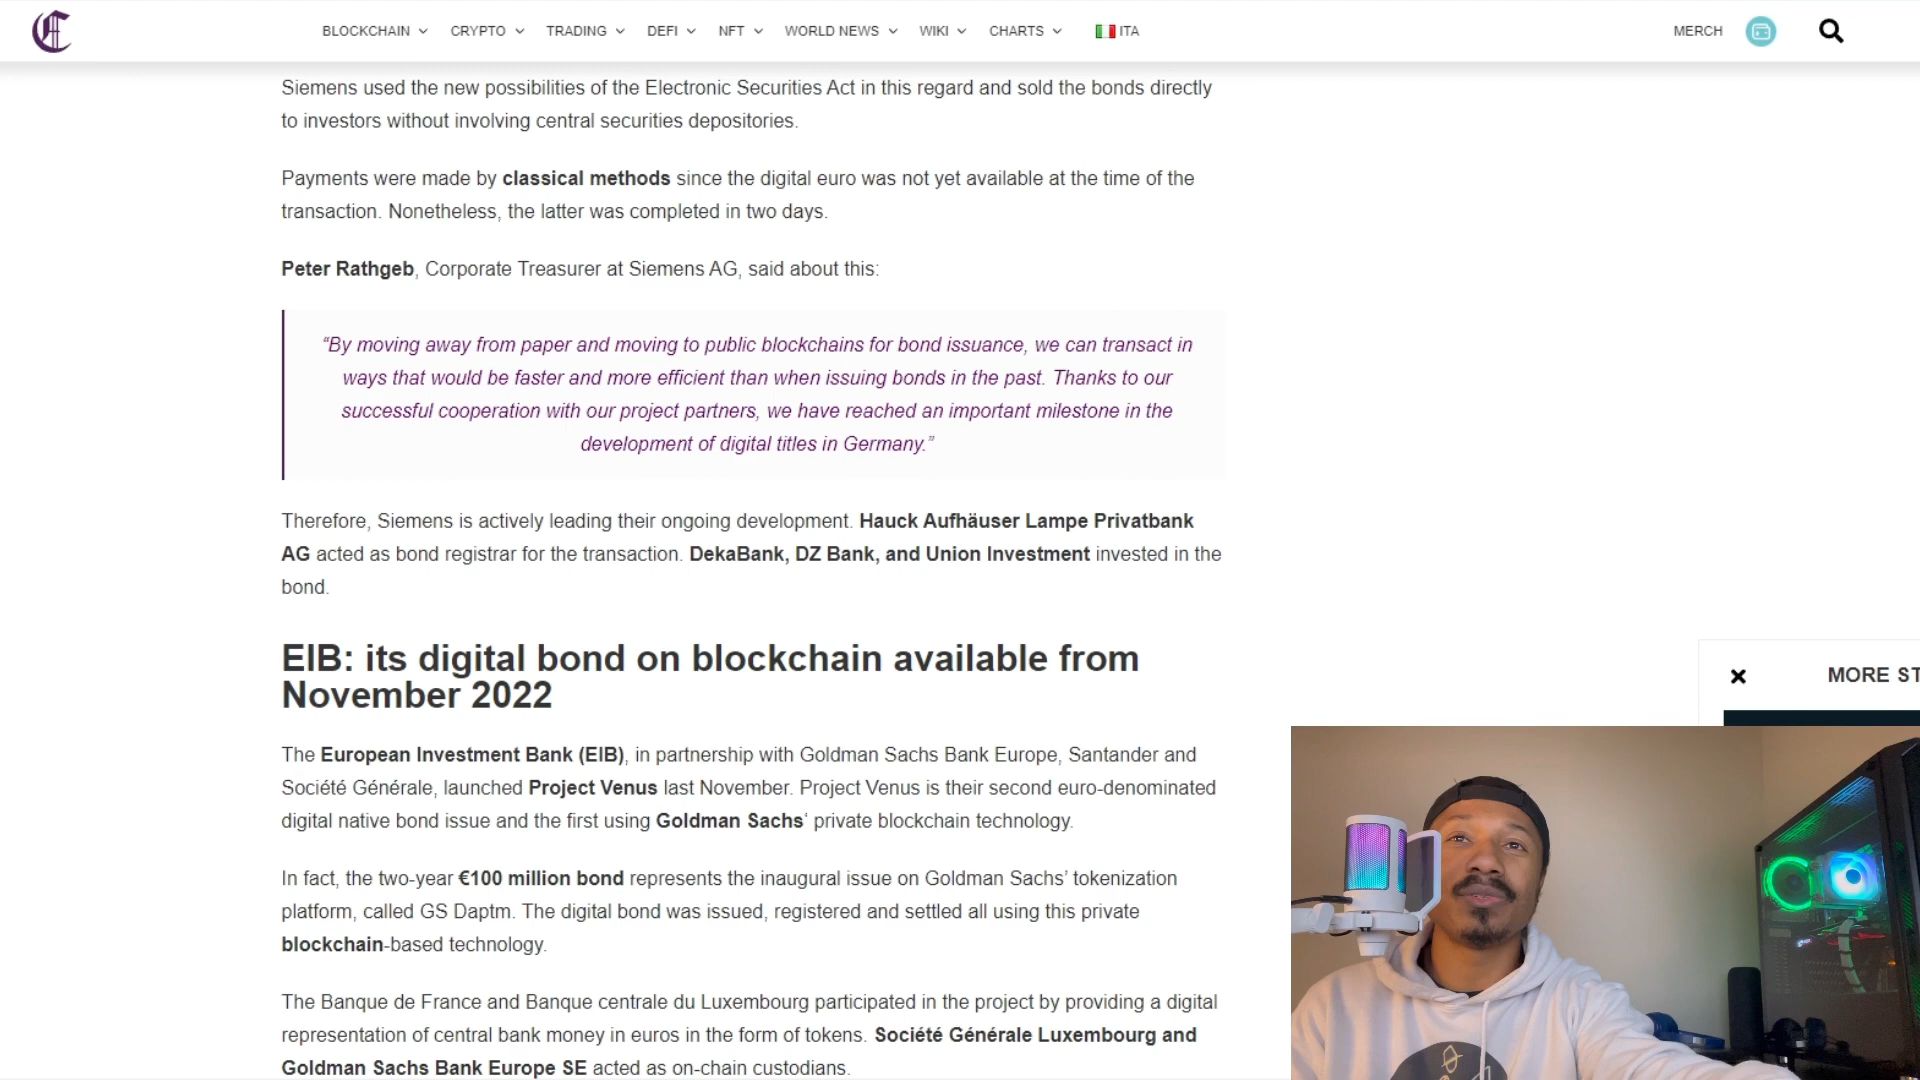 BLOCKCHAIN CRYPTO TRADING DEFI NFT WORLD NEWS WIKI CHARTS ITA MERCH
Siemens used the new possibilities of the Electronic Securities Act in this regard and sold the bonds directly
to investors without involving central securities depositories.
Payments were made by classical methods since the digital euro was not yet available at the time of the
transaction. Nonetheless, the latter was completed in two days.
Peter Rathgeb, Corporate Treasurer at Siemens AG, said about this:
“By moving away from paper and moving to public blockchains for bond issuance, we can transact in
ways that would be faster and more efficient than when issuing bonds in the past. Thanks to our
successful cooperation with our project partners, we have reached an important milestone in the
development of digital titles in Germany.”
Therefore, Siemens is actively leading their ongoing development. Hauck Aufhäuser Lampe Privatbank
AG acted as bond registrar for the transaction. DekaBank, DZ Bank, and Union Investment invested in the
bond.
EIB: its digital bond on blockchain available from
November 2022
MORE ST
The European Investment Bank (EIB), in partnership with Goldman Sachs Bank Europe, Santander and
Société Générale, launched Project Venus last November. Project Venus is their second euro-denominated
digital native bond issue and the first using Goldman Sachs‘ private blockchain technology.
In fact, the two-year €100 million bond represents the inaugural issue on Goldman Sachs’ tokenization
platform, called GS Daptm. The digital bond was issued, registered and settled all using this private
blockchain-based technology.
The Banque de France and Banque centrale du Luxembourg participated in the project by providing a digital
representation of central bank money in euros in the form of tokens. Société Générale Luxembourg and
Goldman Sachs Bank Europe SE acted as on-chain custodians.